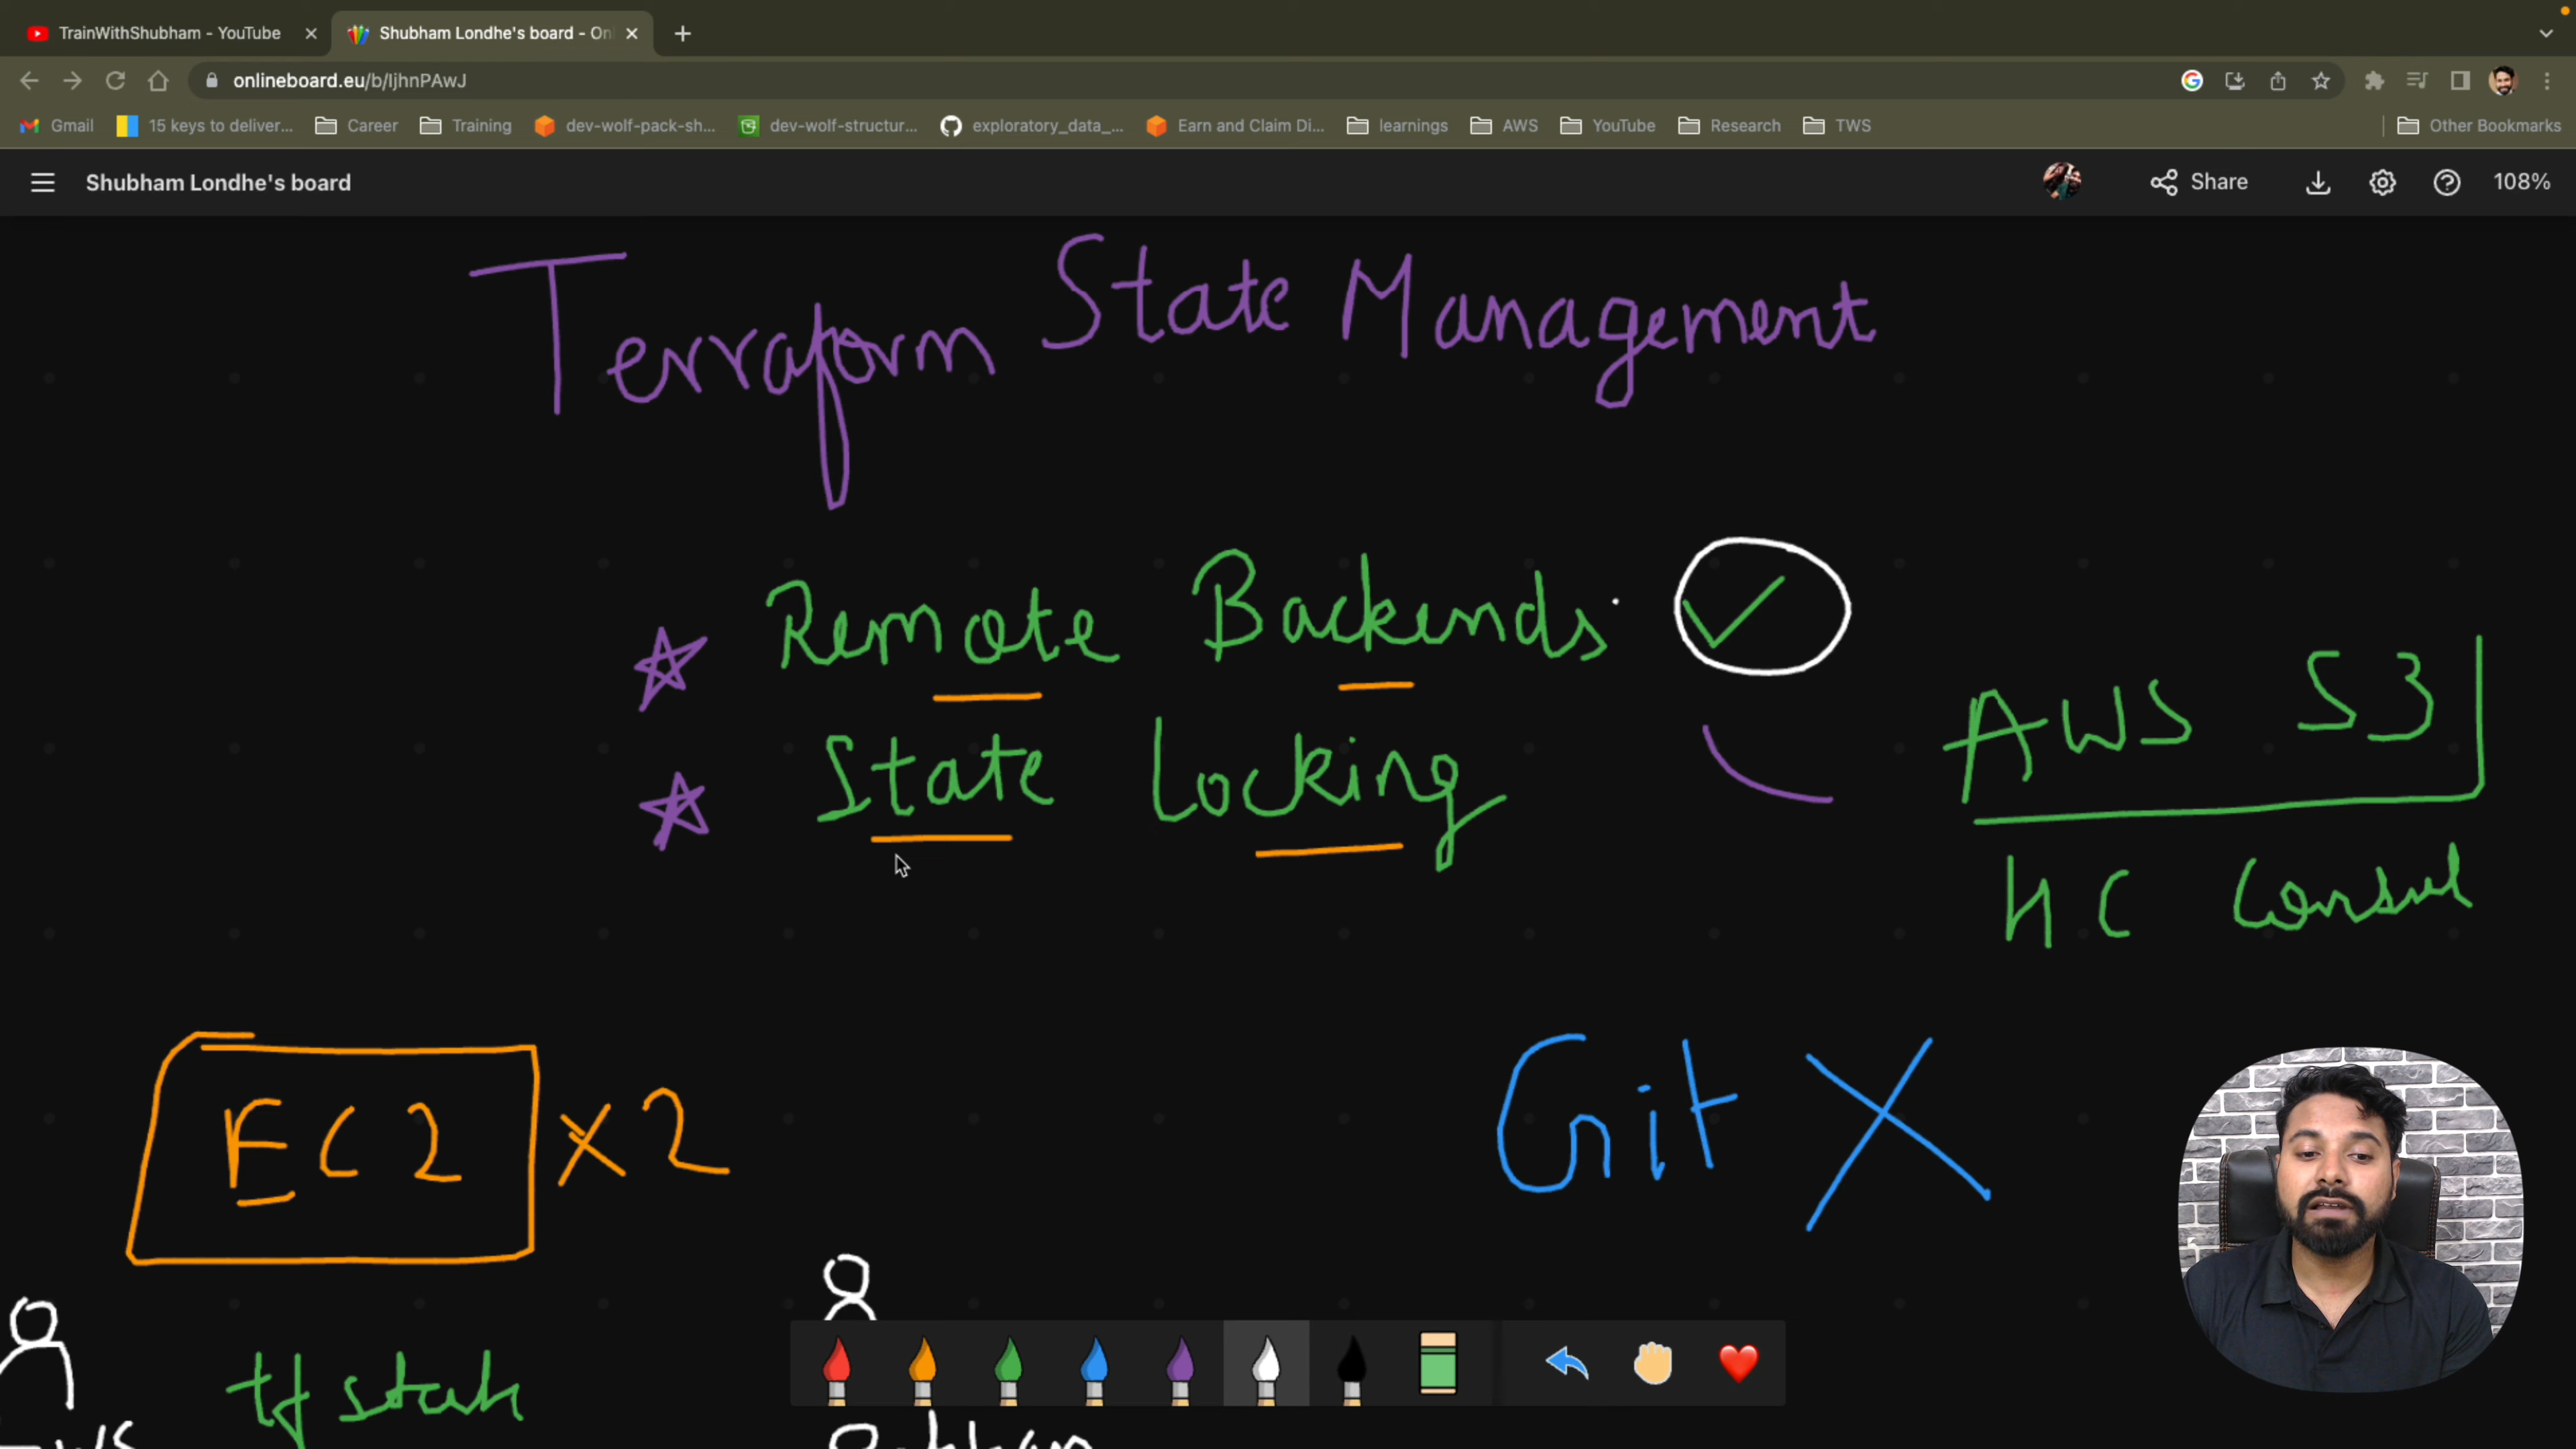 TrainWithShubham - YouTube
Shubham Londhe's board - On
onlineboard.eu/b/IjhnPAwJ
Gmail
15 keys to deliver...
Career
Training
dev-wolf-pack-sh...
dev-wolf-structur...
exploratory_data_...
Earn and Claim Di...
learnings
AWS
YouTube
Research
TWS
Other Bookmarks
Shubham Londhe's board
Share
108%
Terraform State Management
Remote Backends
State Locking
AWS S3
HC Consul
EC2 x2
Git X
tf state